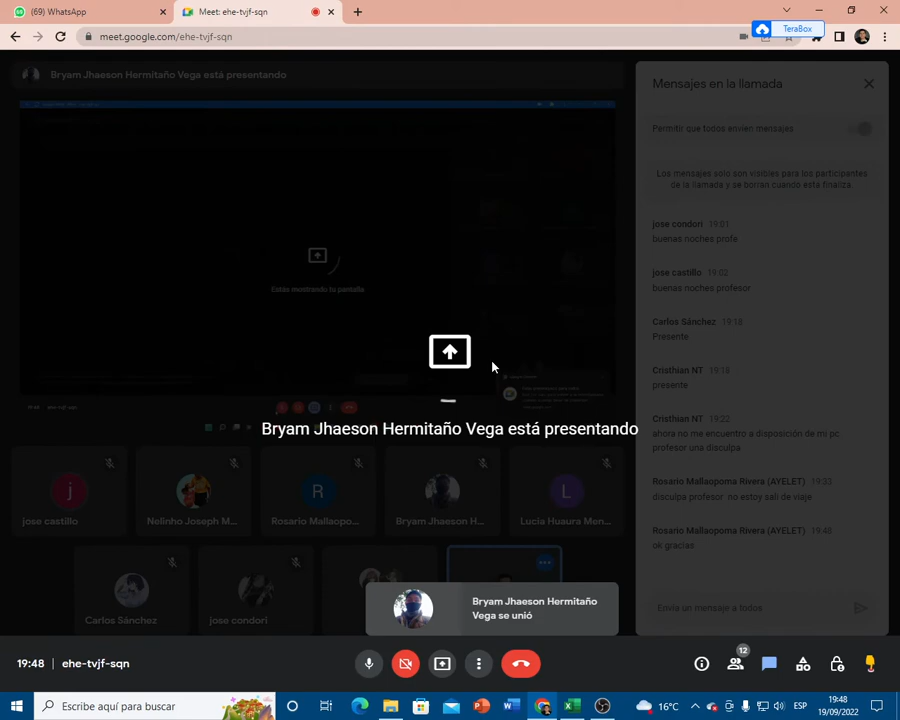 (69) WhatsApp
Meet: ehe-tvjf-sqn
meet.google.com/ehe-tvjf-sqn
TeraBox
Bryam Jhaeson Hermitaño Vega está presentando
Mensajes en la llamada
Permitir que todos envíen mensajes
Los mensajes solo son visibles para los participantes
de la llamada y se borran cuando esta finaliza.
jose condori 19:01
buenas noches profe
jose castillo 19:02
buenas noches profesor
Carlos Sánchez 19:18
Presente
Cristhian NT 19:18
presente
Cristhian NT 19:22
ahora no me encuentro a disposición de mi pc,
profesor una disculpa
Rosario Mallaopoma Rivera (AYELET) 19:33
disculpa profesor no estoy salí de viaje
Rosario Mallaopoma Rivera (AYELET) 19:48
ok gracias
Envía un mensaje a todos
Estás mostrando tu pantalla
19:48 ehe-tvjf-sqn
Bryam Jhaeson Hermitaño Vega está presentando
j
jose castillo
Nelinho Joseph M...
R
Rosario Mallaopo...
Bryam Jhaeson H...
L
Lucia Huaura Men...
Carlos Sánchez
jose condori
Bryam Jhaeson Hermitaño
Vega se unió
19:48 | ehe-tvjf-sqn
12
Escribe aquí para buscar
16°C
ESP
19:48
19/09/2022